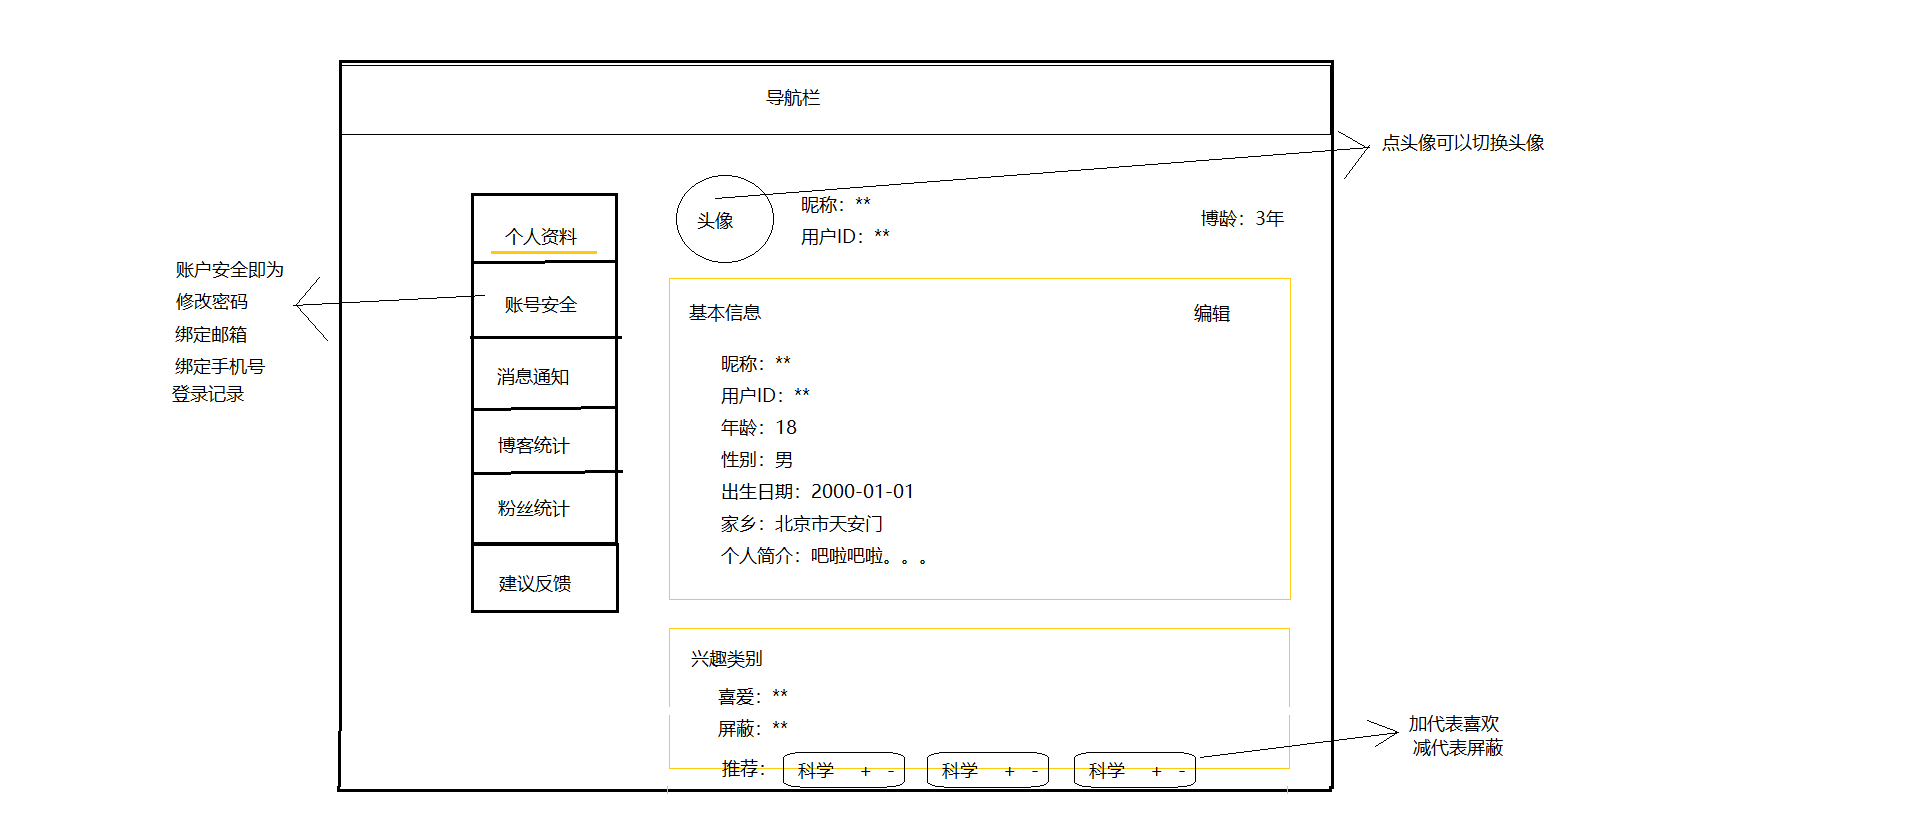 导航栏
点头像可以切换头像
头像
昵称：**
用户ID：**
博龄：3年
个人资料
账号安全
消息通知
博客统计
粉丝统计
建议反馈
账户安全即为
修改密码
绑定邮箱
绑定手机号
登录记录
基本信息
编辑
昵称：**
用户ID：**
年龄：18
性别：男
出生日期：2000-01-01
家乡：北京市天安门
个人简介：吧啦吧啦。。。
兴趣类别
喜爱：**
屏蔽：**
推荐： 科学 + - 科学 + - 科学 + -
加代表喜欢
减代表屏蔽